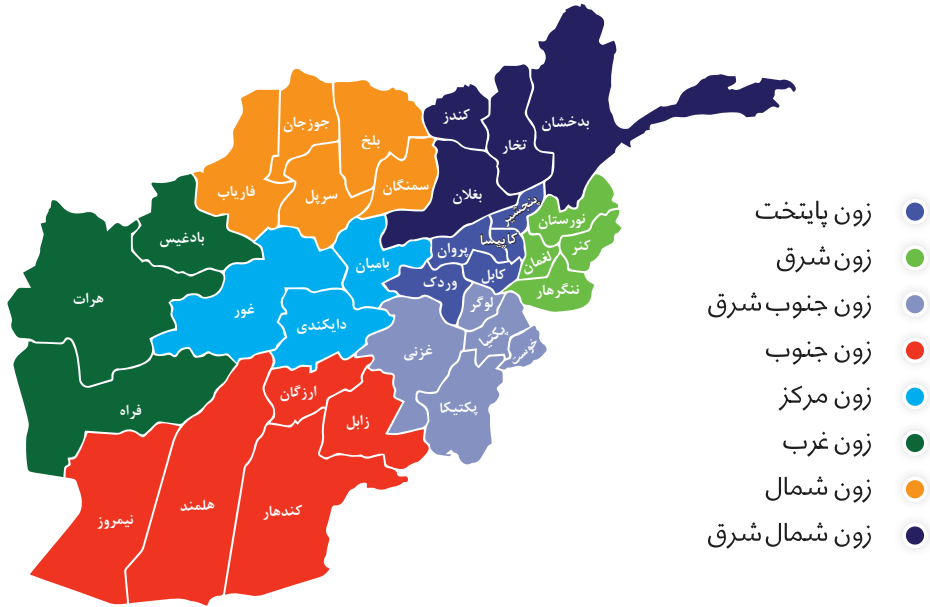 بدخشان
تخار
کندز
بغلان
جوزجان
بلخ
سمنگان
سرپل
فاریاب
بادغیس
هرات
فراه
غور
بامیان
دایکندی
پنجشیر
کاپیسا
پروان
کابل
وردک
نورستان
کنر
لغمان
ننگرهار
لوگر
پکتیا
خوست
غزنی
پکتیکا
ارزگان
زابل
کندهار
هلمند
نیمروز
زون پایتخت
زون شرق
زون جنوب شرق
زون جنوب
زون مرکز
زون غرب
زون شمال
زون شمال شرق